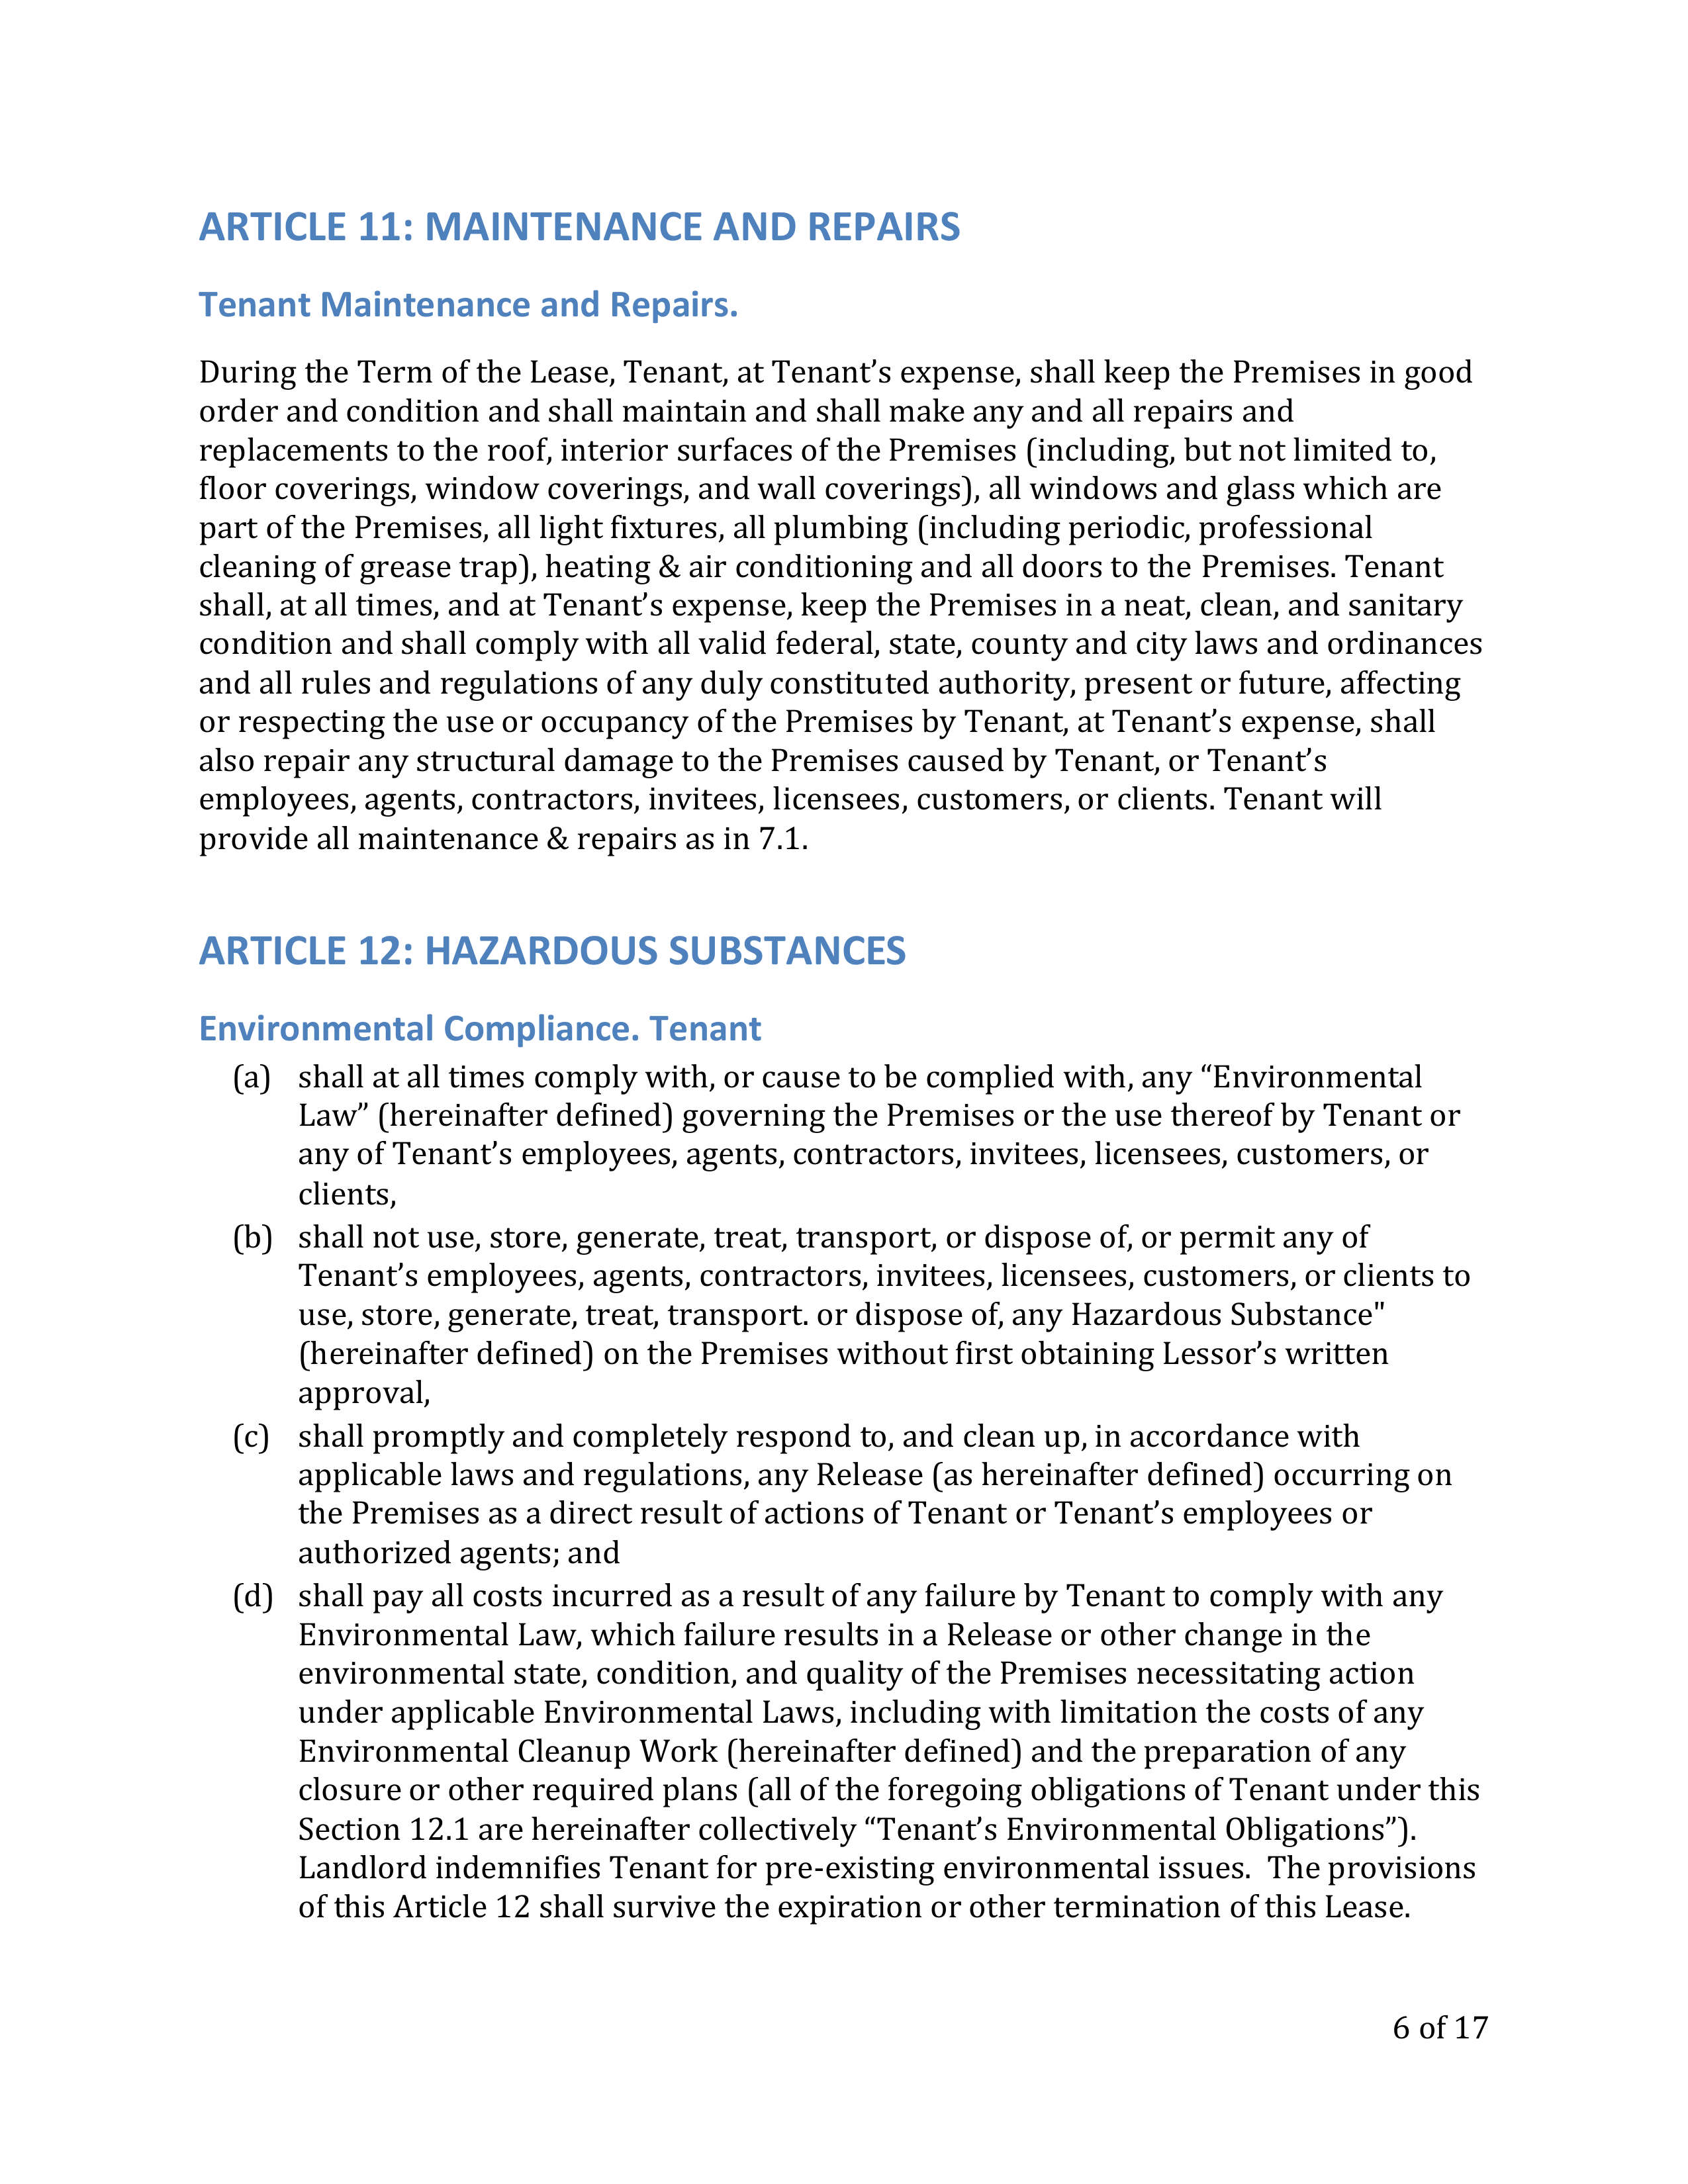 ARTICLE 11: MAINTENANCE AND REPAIRS
Tenant Maintenance and Repairs.
During the Term of the Lease, Tenant, at Tenant’s expense, shall keep the Premises in good
order and condition and shall maintain and shall make any and all repairs and
replacements to the roof, interior surfaces of the Premises (including, but not limited to,
floor coverings, window coverings, and wall coverings), all windows and glass which are
part of the Premises, all light fixtures, all plumbing (including periodic, professional
cleaning of grease trap), heating & air conditioning and all doors to the Premises. Tenant
shall, at all times, and at Tenant’s expense, keep the Premises in a neat, clean, and sanitary
condition and shall comply with all valid federal, state, county and city laws and ordinances
and all rules and regulations of any duly constituted authority, present or future, affecting
or respecting the use or occupancy of the Premises by Tenant, at Tenant’s expense, shall
also repair any structural damage to the Premises caused by Tenant, or Tenant’s
employees, agents, contractors, invitees, licensees, customers, or clients. Tenant will
provide all maintenance & repairs as in 7.1.
ARTICLE 12: HAZARDOUS SUBSTANCES
Environmental Compliance. Tenant
(a) shall at all times comply with, or cause to be complied with, any “Environmental
Law” (hereinafter defined) governing the Premises or the use thereof by Tenant or
any of Tenant’s employees, agents, contractors, invitees, licensees, customers, or
clients,
(b) shall not use, store, generate, treat, transport, or dispose of, or permit any of
Tenant’s employees, agents, contractors, invitees, licensees, customers, or clients to
use, store, generate, treat, transport. or dispose of, any Hazardous Substance"
(hereinafter defined) on the Premises without first obtaining Lessor’s written
approval,
(c) shall promptly and completely respond to, and clean up, in accordance with
applicable laws and regulations, any Release (as hereinafter defined) occurring on
the Premises as a direct result of actions of Tenant or Tenant’s employees or
authorized agents; and
(d) shall pay all costs incurred as a result of any failure by Tenant to comply with any
Environmental Law, which failure results in a Release or other change in the
environmental state, condition, and quality of the Premises necessitating action
under applicable Environmental Laws, including with limitation the costs of any
Environmental Cleanup Work (hereinafter defined) and the preparation of any
closure or other required plans (all of the foregoing obligations of Tenant under this
Section 12.1 are hereinafter collectively “Tenant’s Environmental Obligations”).
Landlord indemnifies Tenant for pre-existing environmental issues.  The provisions
of this Article 12 shall survive the expiration or other termination of this Lease.
6 of 17